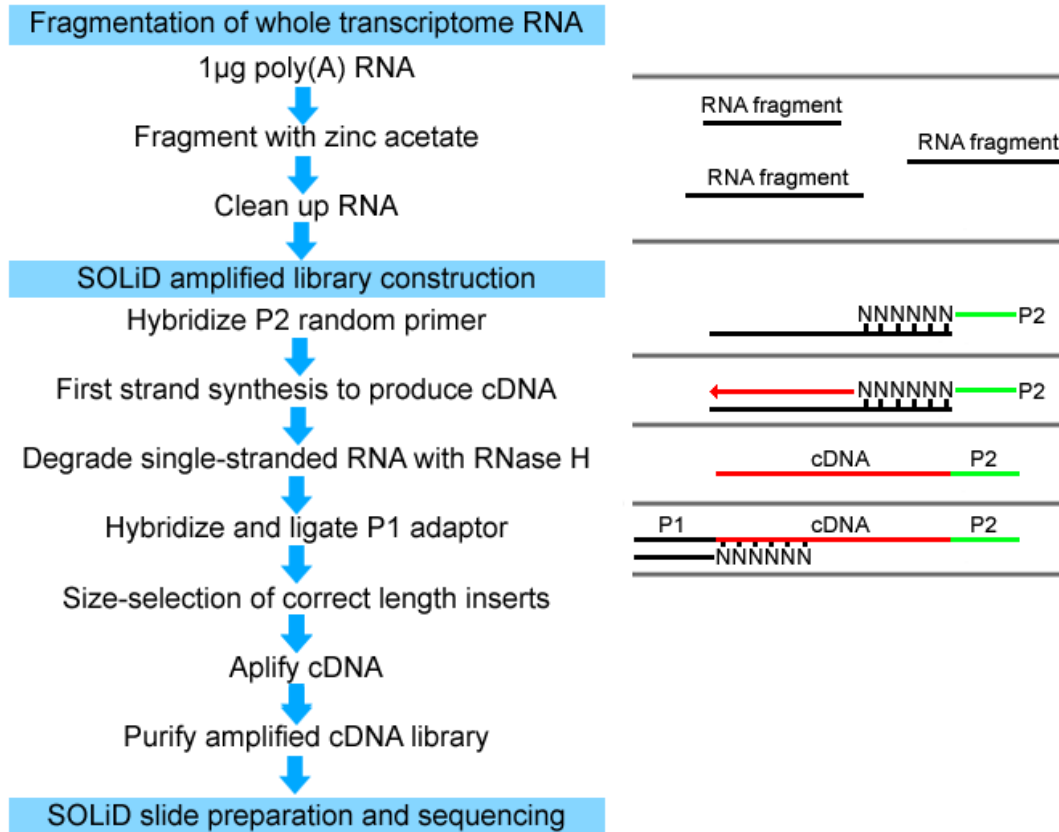 Fragmentation of whole transcriptome RNA
1µg poly(A) RNA
Fragment with zinc acetate
Clean up RNA
RNA fragment
RNA fragment
RNA fragment
SOLiD amplified library construction
Hybridize P2 random primer
NNNNNN P2
First strand synthesis to produce cDNA
NNNNNN P2
Degrade single-stranded RNA with RNase H
cDNA P2
Hybridize and ligate P1 adaptor
P1 cDNA P2
NNNNNN
Size-selection of correct length inserts
Aplify cDNA
Purify amplified cDNA library
SOLiD slide preparation and sequencing